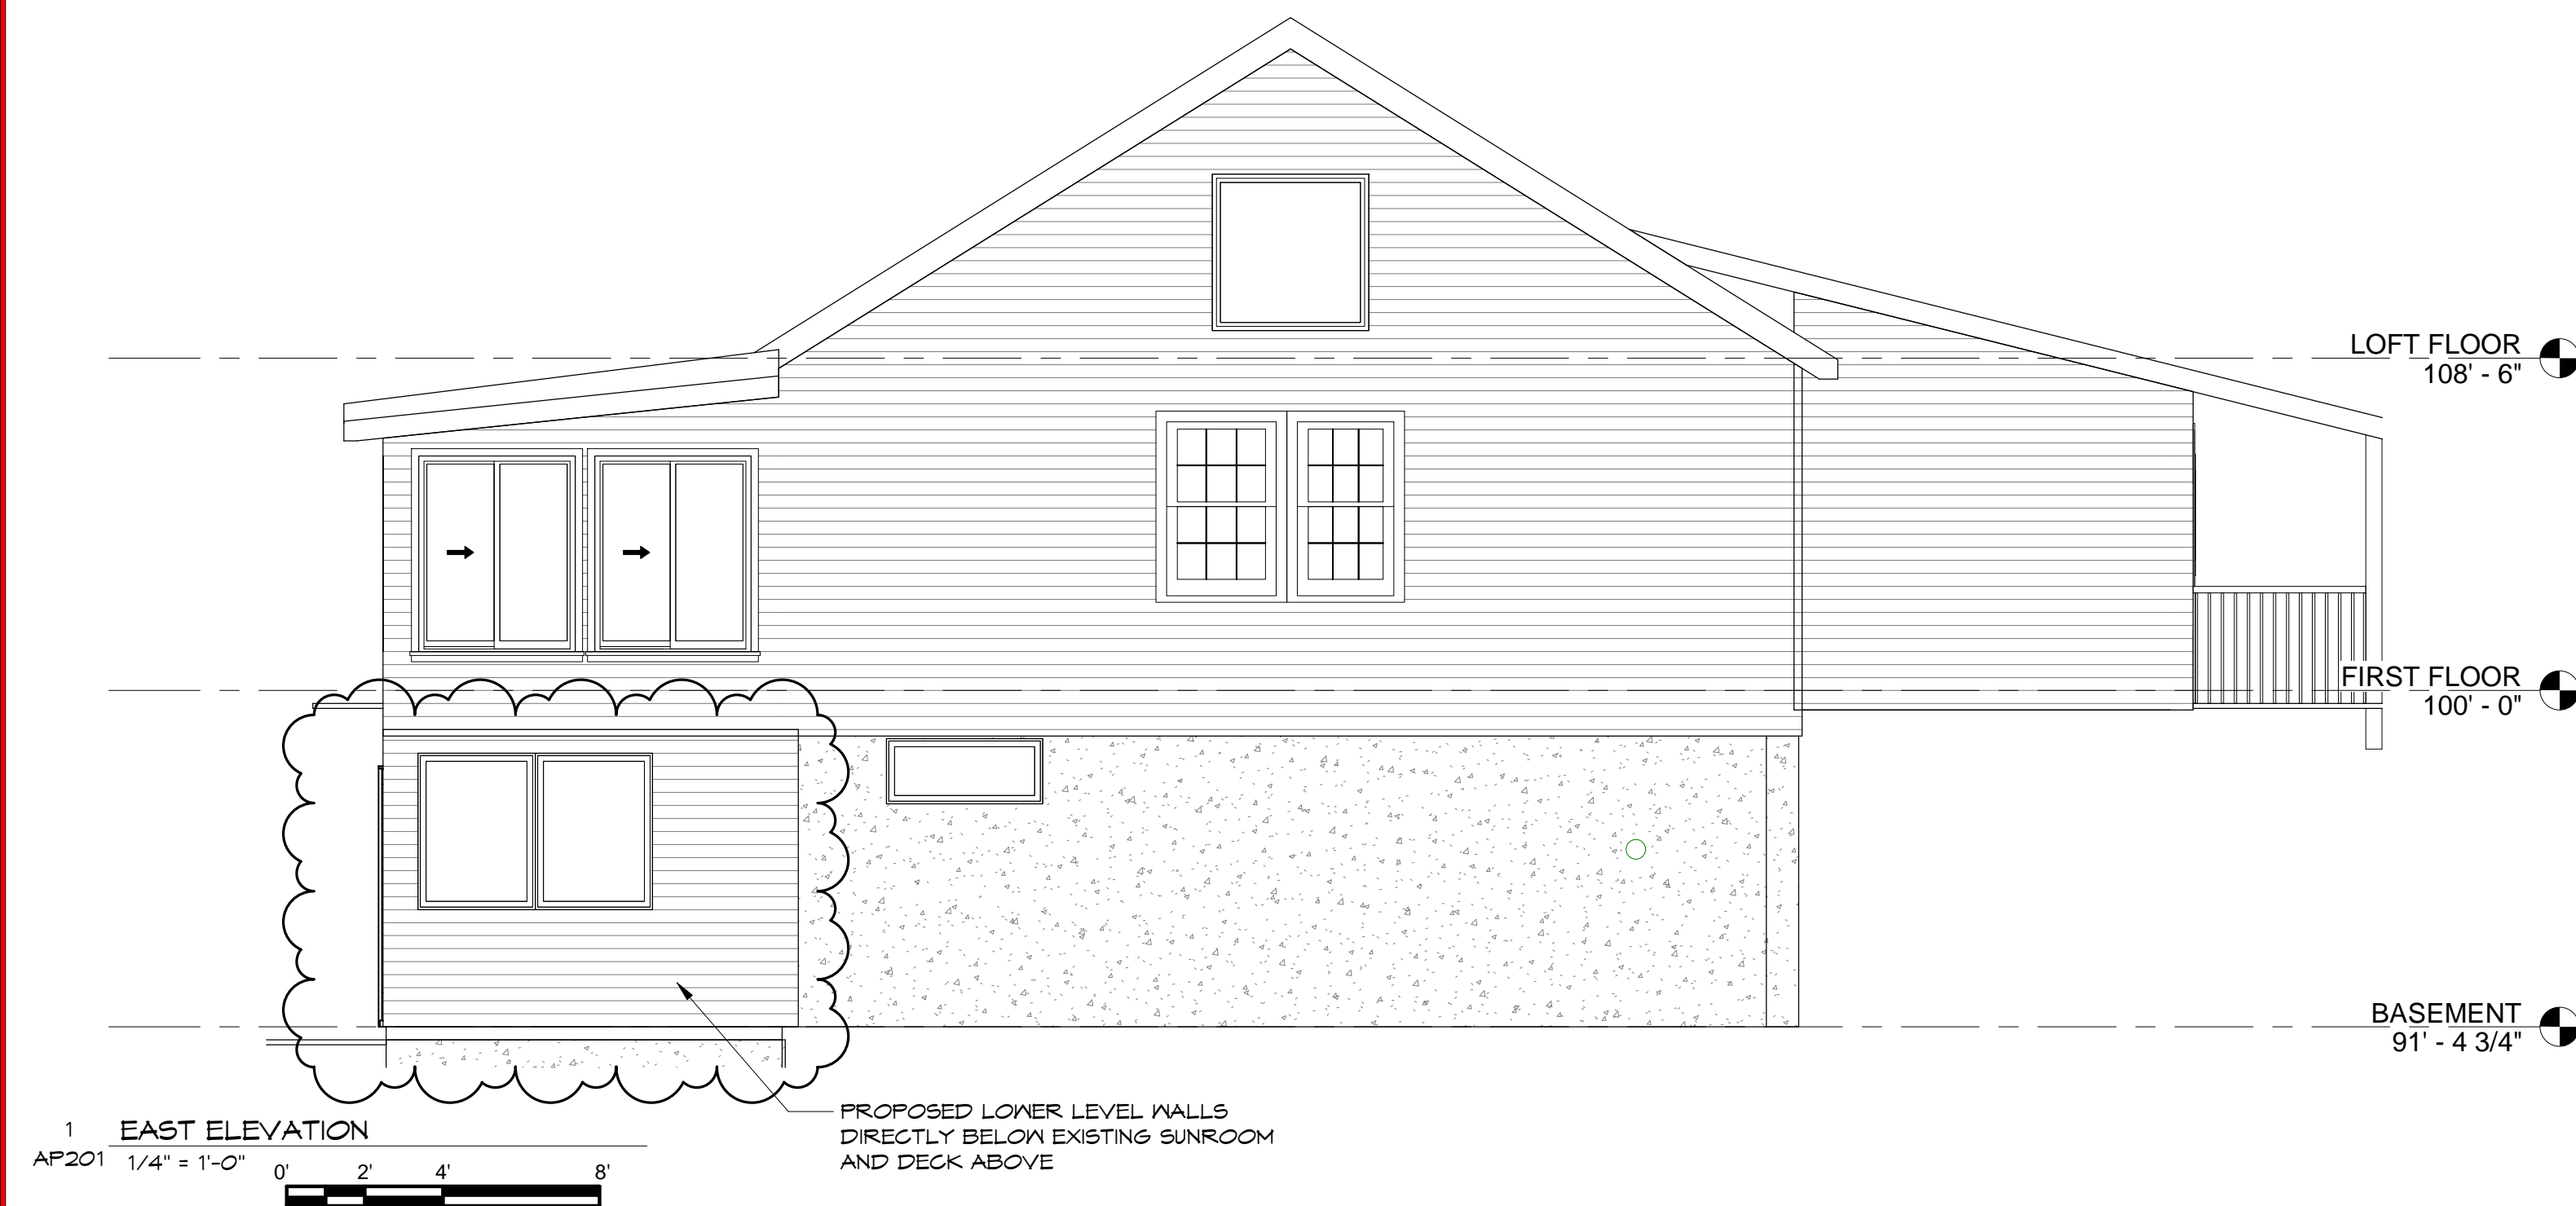 LOFT FLOOR
108' - 6"
FIRST FLOOR
100' - 0"
BASEMENT
91' - 4 3/4"
PROPOSED LOWER LEVEL WALLS
DIRECTLY BELOW EXISTING SUNROOM
AND DECK ABOVE
1
EAST ELEVATION
AP201
1/4" = 1'-0"
0' 2' 4' 8'